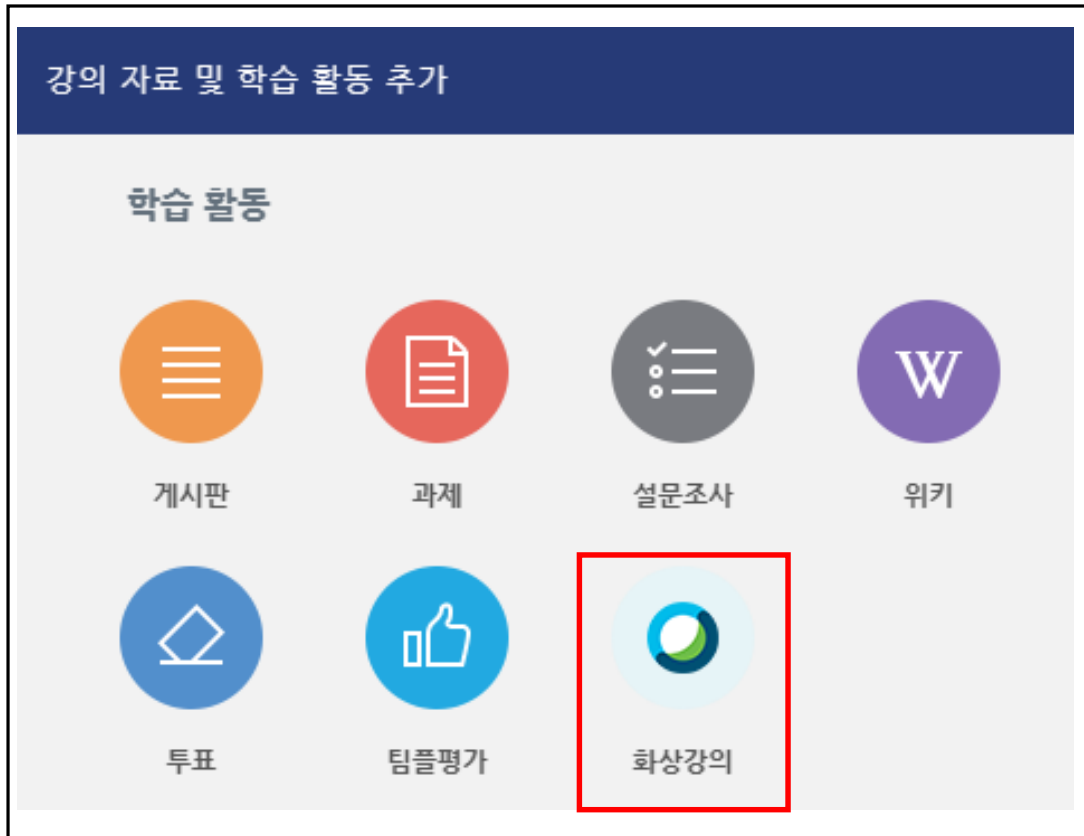 강의 자료 및 학습 활동 추가
학습 활동
W
게시판
과제
설문조사
위키
투표
팀플평가
화상강의